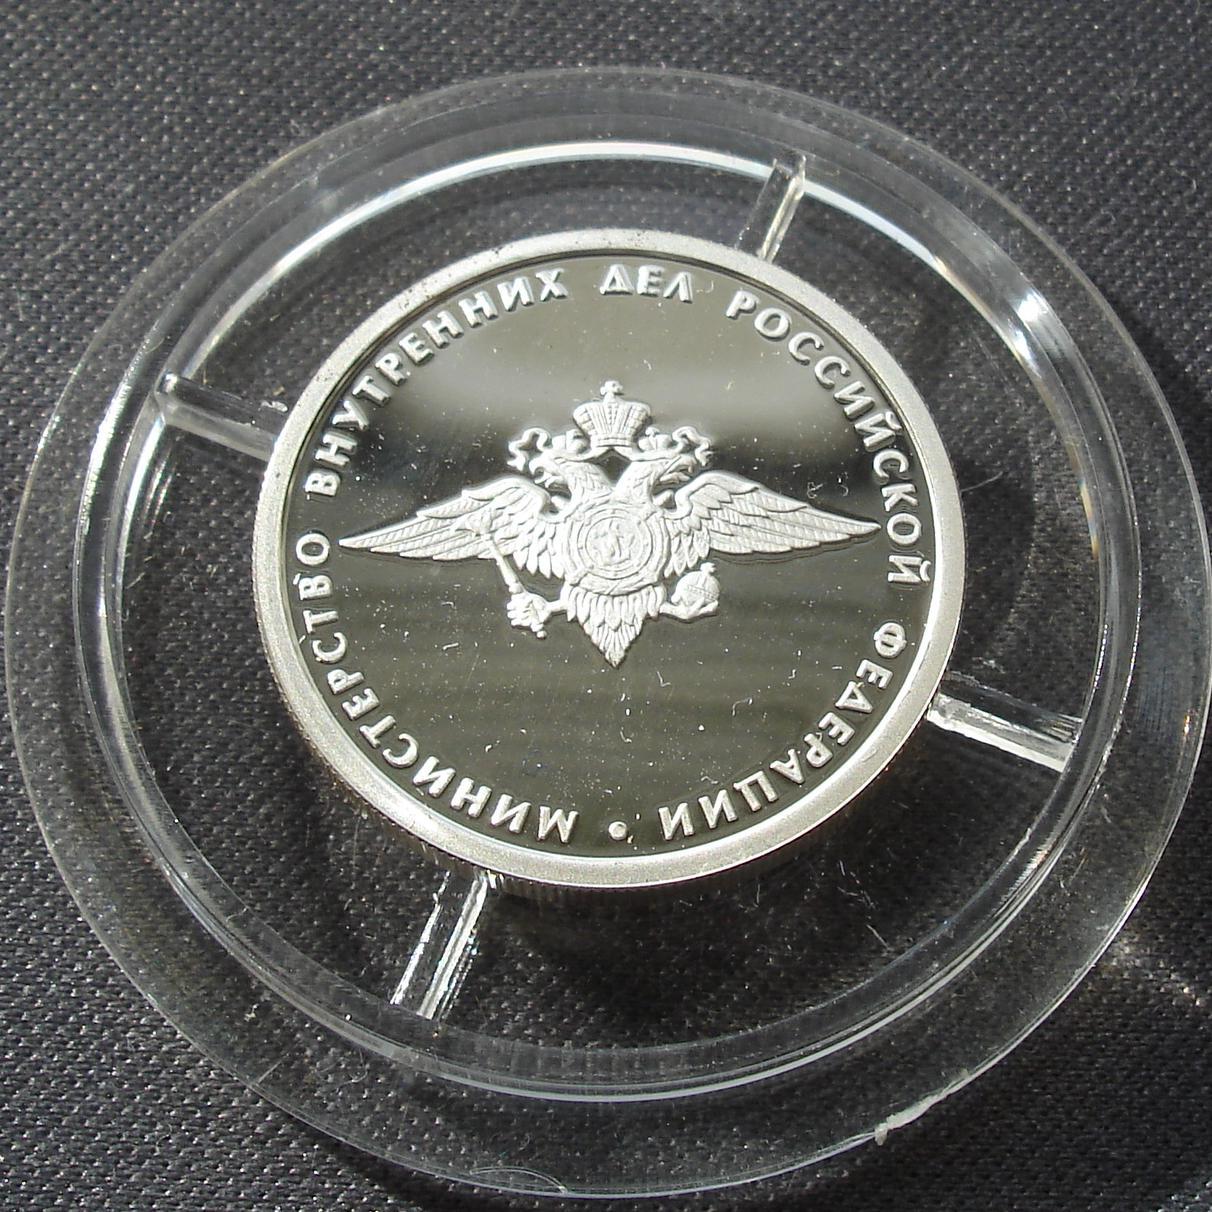 МИНИСТЕРСТВО ВНУТРЕННИХ ДЕЛ РОССИЙСКОЙ ФЕДЕРАЦИИ •